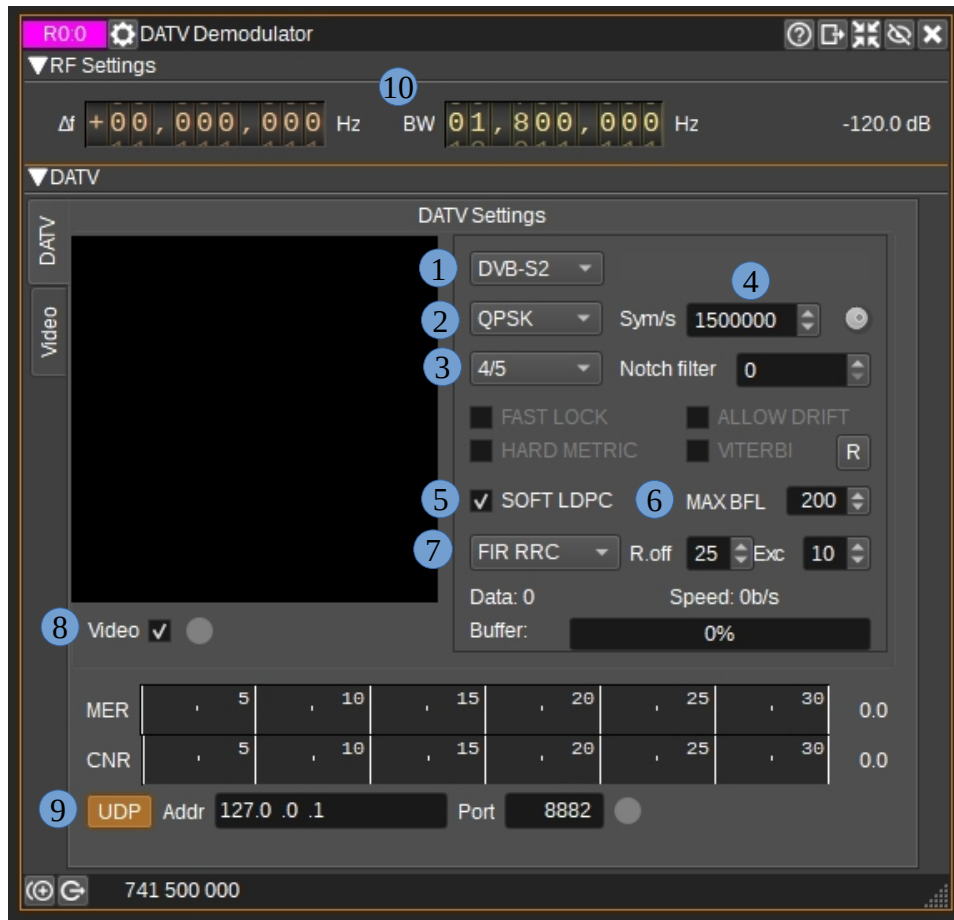 R0:0 DATV Demodulator
RF Settings
10
Δf +00,000,000 Hz BW 01,800,000 Hz -120.0 dB
DATV
DATV
Video
DATV Settings
1 DVB-S2 4
2 QPSK Sym/s 1500000
3 4/5 Notch filter 0
FAST LOCK ALLOW DRIFT
HARD METRIC VITERBI R
5 SOFT LDPC 6 MAX BFL 200
7 FIR RRC R.off 25 Exc 10
Data: 0 Speed: 0b/s
8 Video Buffer: 0%
MER 5 10 15 20 25 30 0.0
CNR 5 10 15 20 25 30 0.0
9 UDP Addr 127.0 .0 .1 Port 8882
741 500 000